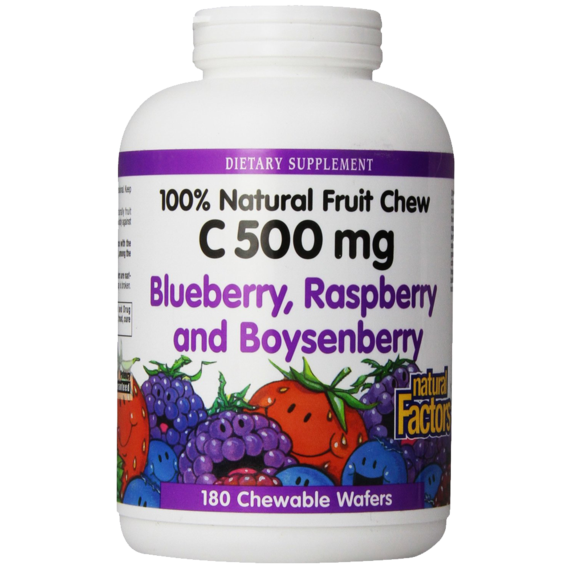 DIETARY SUPPLEMENT
100% Natural Fruit Chew
C 500 mg
Blueberry, Raspberry
and Boysenberry
natural
Factors
180 Chewable Wafers